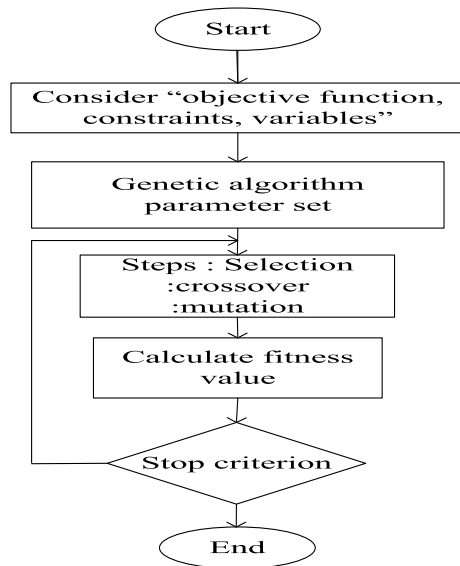 Start
Consider “objective function,
constraints, variables”
Genetic algorithm
parameter set
Steps : Selection
:crossover
:mutation
Calculate fitness
value
Stop criterion
End